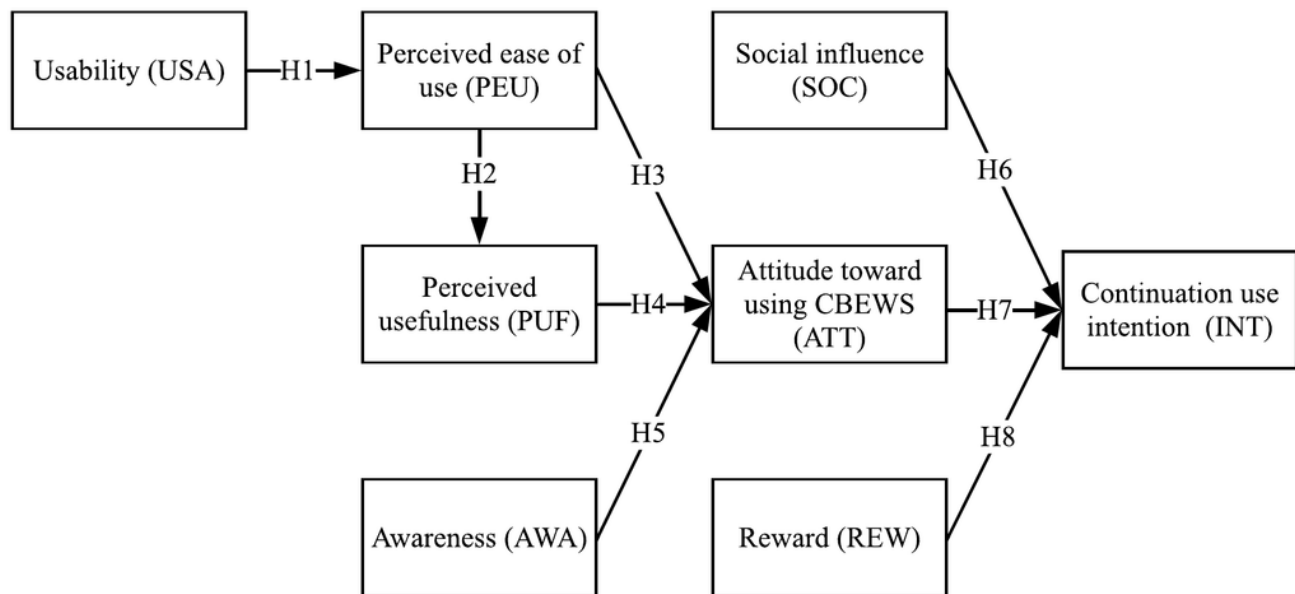 Usability (USA)
H1
Perceived ease of
use (PEU)
Social influence
(SOC)
H2
H3
H6
Perceived
usefulness (PUF)
H4
Attitude toward
using CBEWS
(ATT)
H7
Continuation use
intention (INT)
H5
H8
Awareness (AWA)
Reward (REW)